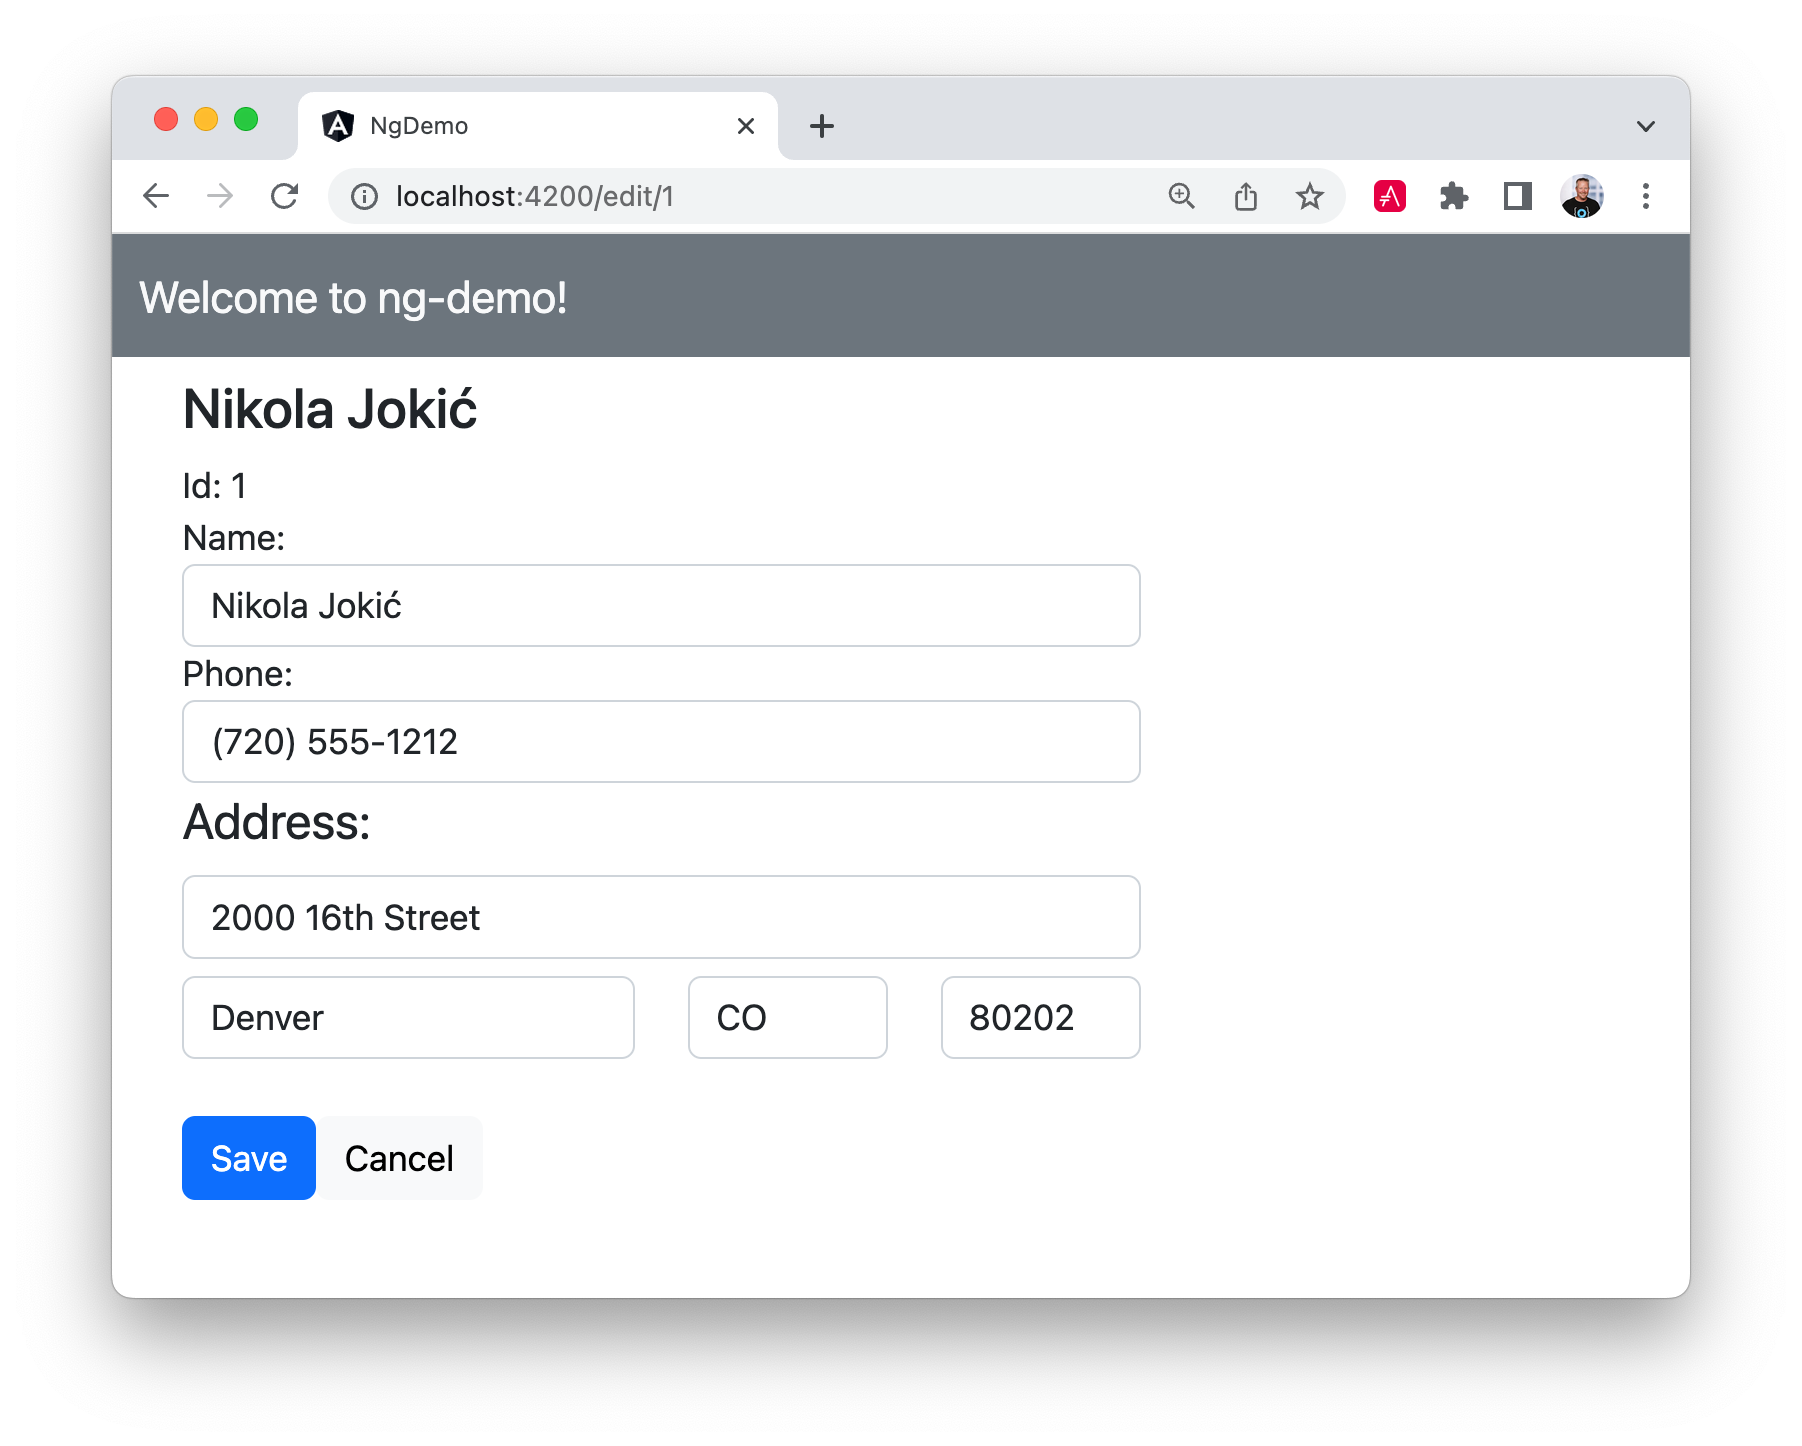 NgDemo
localhost:4200/edit/1
Welcome to ng-demo!
Nikola Jokić
Id: 1
Name:
Nikola Jokić
Phone:
(720) 555-1212
Address:
2000 16th Street
Denver CO 80202
Save Cancel